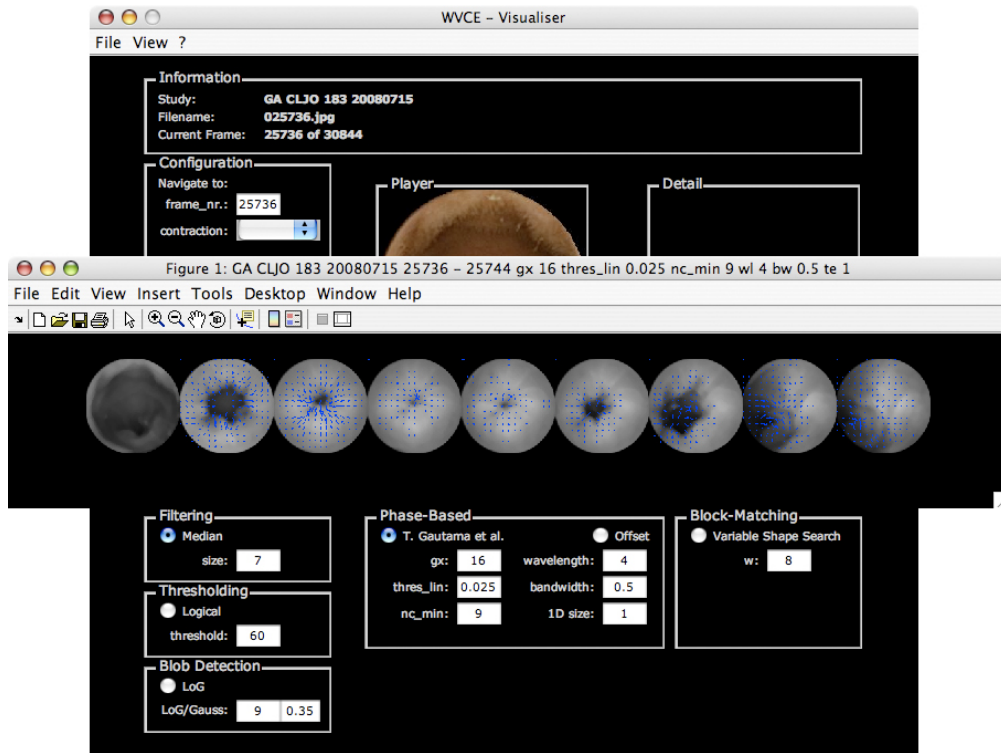 WVCE – Visualiser
File View ?
Information
Study: GA CLJO 183 20080715
Filename: 025736.jpg
Current Frame: 25736 of 30844
Configuration
Navigate to:
frame_nr.: 25736
contraction:
Player
Detail
Figure 1: GA CLJO 183 20080715 25736 – 25744 gx 16 thres_lin 0.025 nc_min 9 wl 4 bw 0.5 te 1
File Edit View Insert Tools Desktop Window Help
Filtering
Median
size: 7
Thresholding
Logical
threshold: 60
Blob Detection
LoG
LoG/Gauss: 9 0.35
Phase-Based
T. Gautama et al. Offset
gx: 16 wavelength: 4
thres_lin: 0.025 bandwidth: 0.5
nc_min: 9 1D size: 1
Block-Matching
Variable Shape Search
w: 8